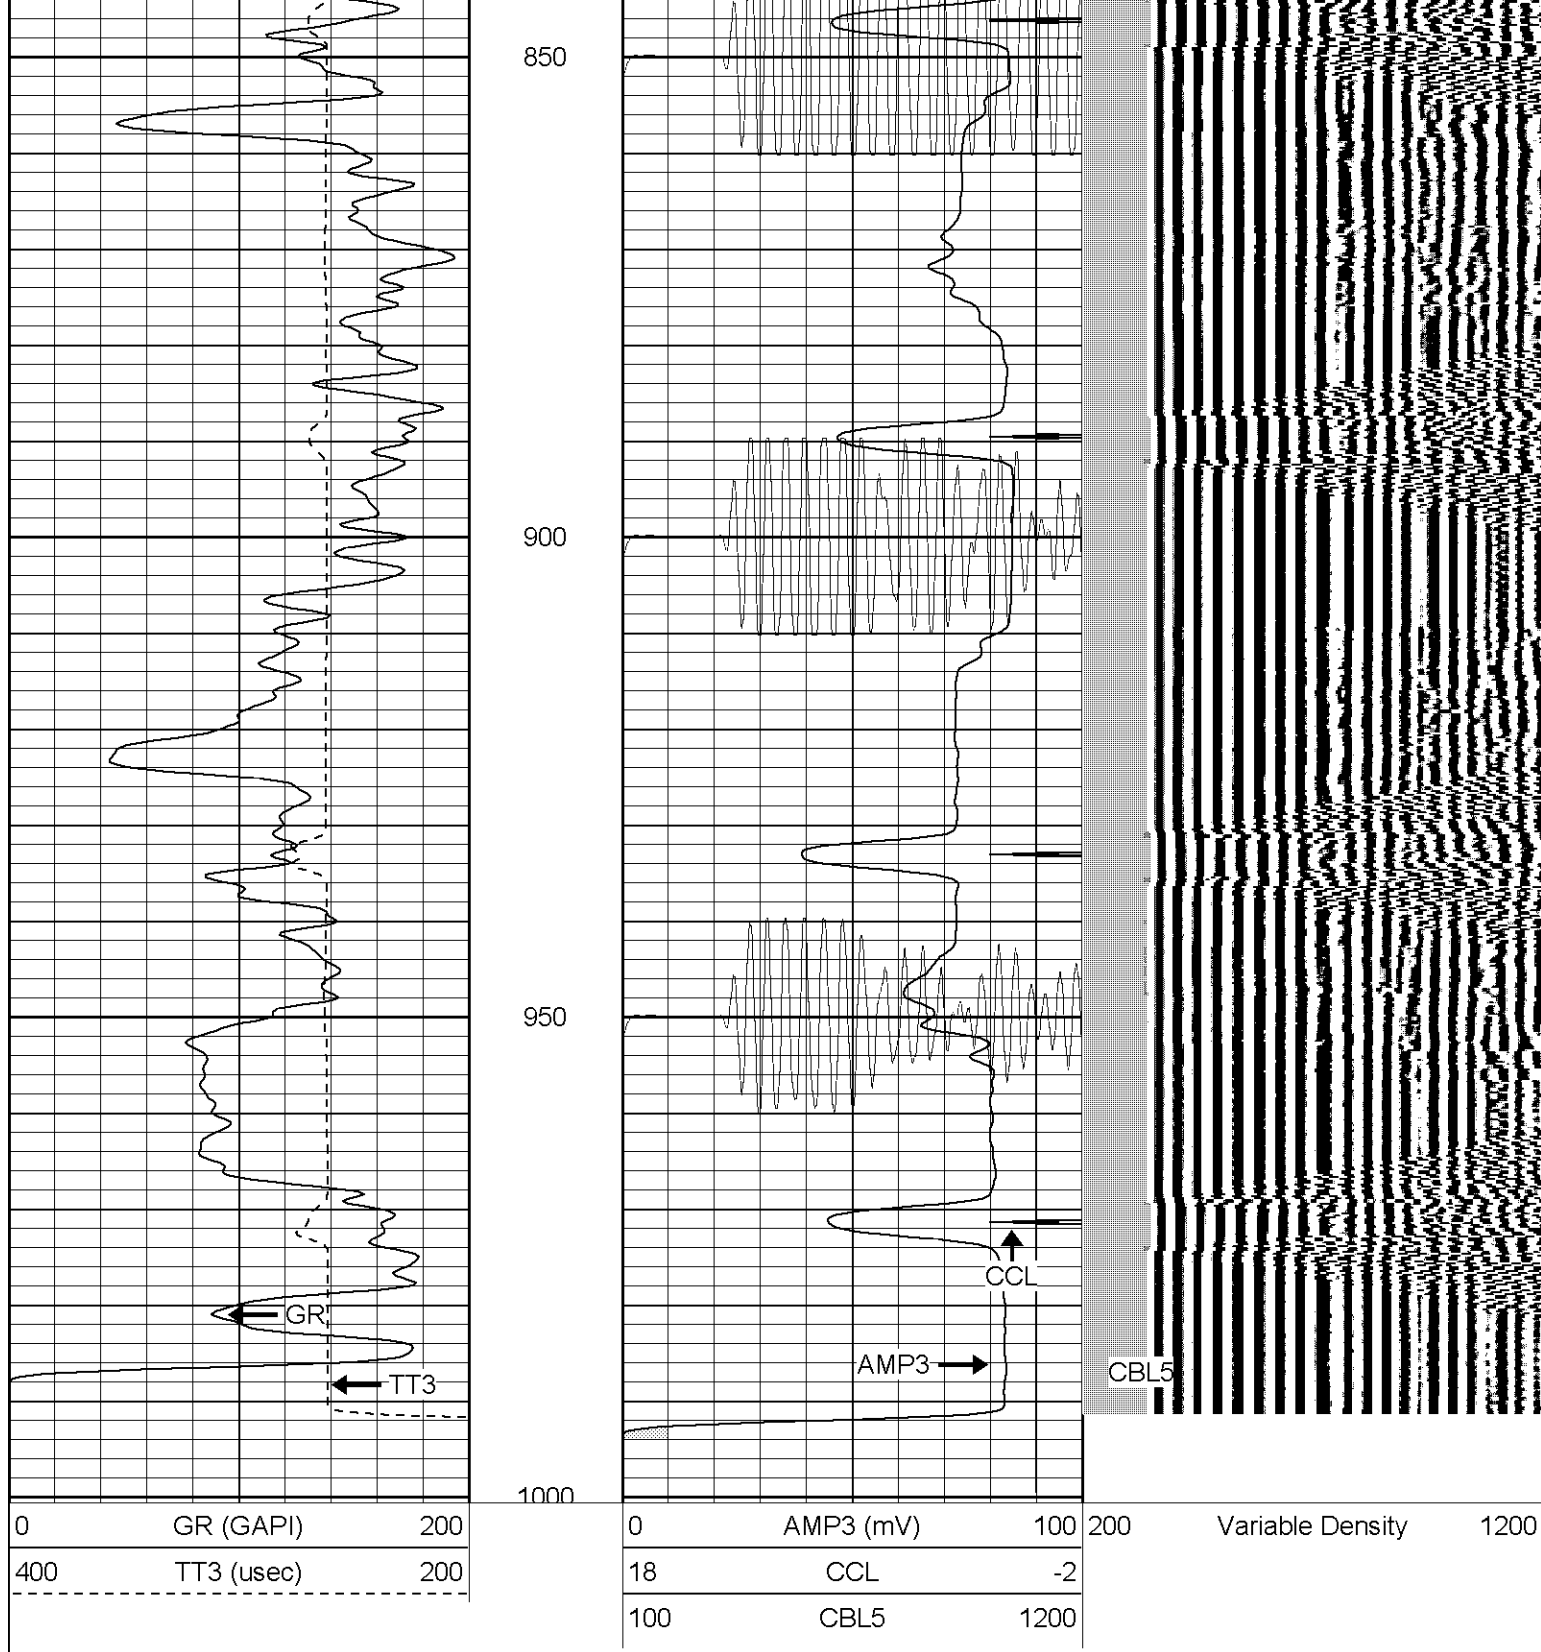 850
900
950
CCL
GR
AMP3
CBL5
TT3
1000
0 GR (GAPI) 200
0 AMP3 (mV) 100
200 Variable Density 1200
400 TT3 (usec) 200
18 CCL -2
100 CBL5 1200